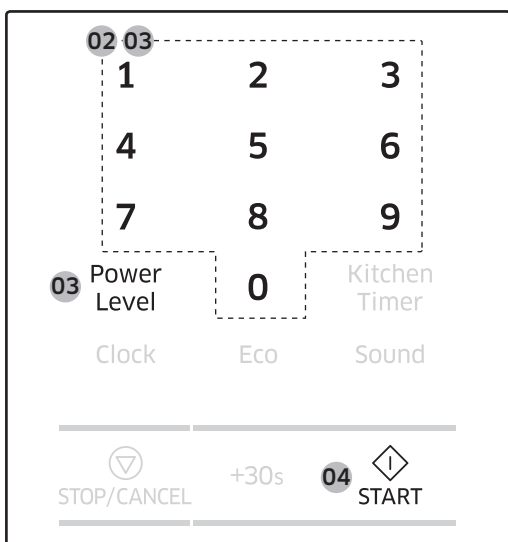 02 03
1 2 3
4 5 6
7 8 9
03 Power Level 0 Kitchen Timer
Clock Eco Sound
STOP/CANCEL +30s 04 START